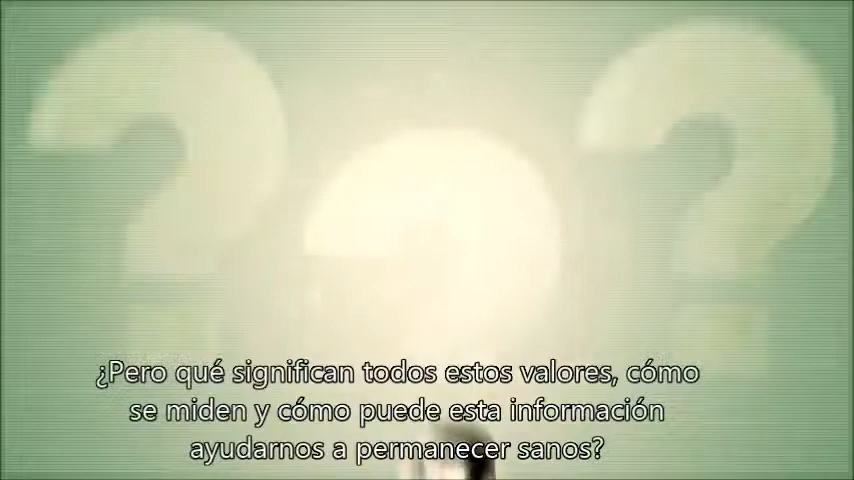 ¿Pero qué significan todos estos valores, cómo
se miden y cómo puede esta información
ayudarnos a permanecer sanos?